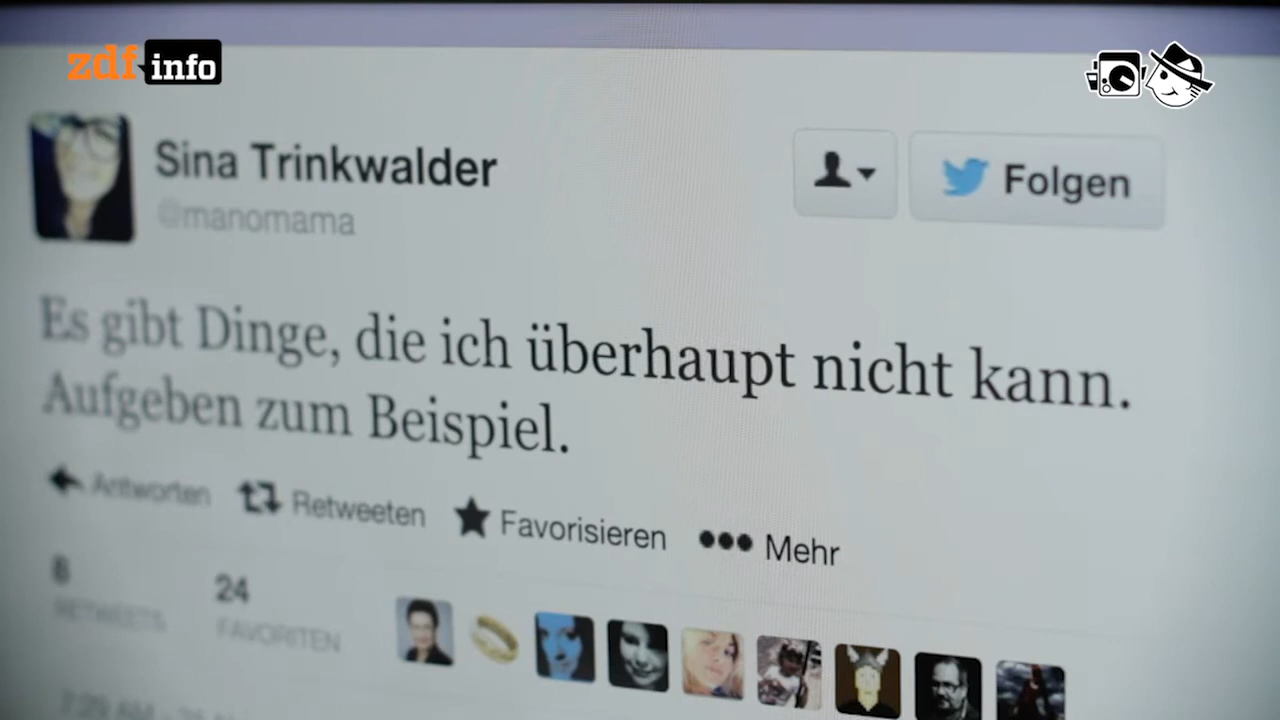 zdf info
Sina Trinkwalder
@manomama
Folgen
Es gibt Dinge, die ich überhaupt nicht kann.
Aufgeben zum Beispiel.
Antworten Retweeten Favorisieren Mehr
24
RETWEETS FAVORITEN